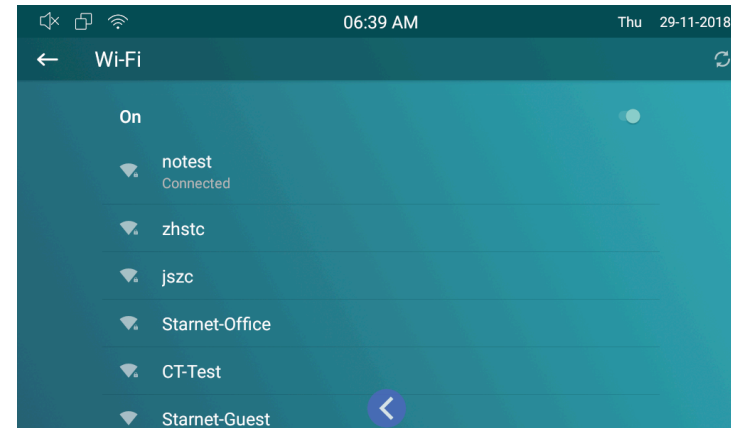 06:39 AM Thu 29-11-2018
Wi-Fi
On
notest
Connected
zhstc
jszc
Starnet-Office
CT-Test
Starnet-Guest